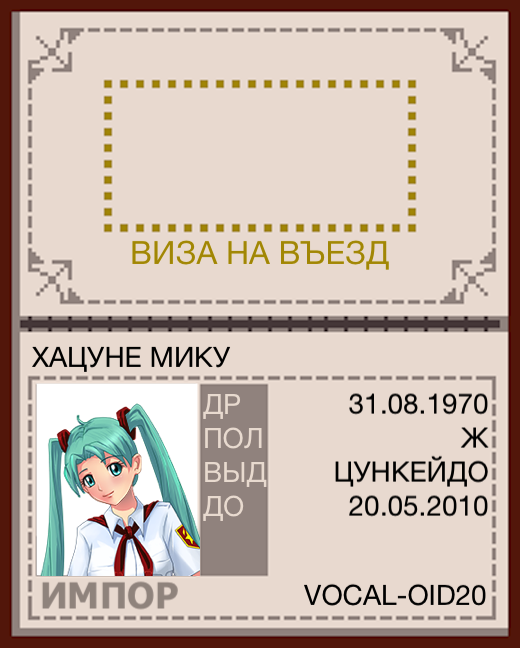 ВИЗА НА ВЪЕЗД
ХАЦУНЕ МИКУ
ДР 31.08.1970
ПОЛ Ж
ВЫД ЦУНКЕЙДО
ДО 20.05.2010
ИМПОР VOCAL-OID20